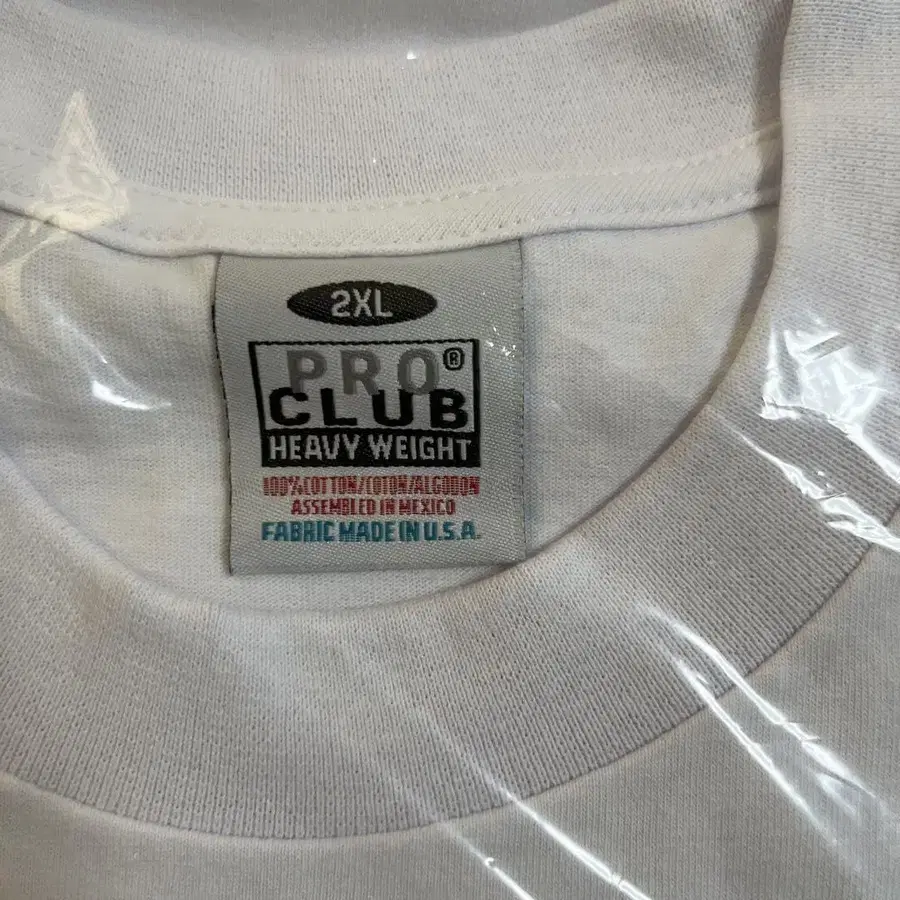 2XL
PRO®
CLUB
HEAVY WEIGHT
100%COTTON/COTON/ALGODON
ASSEMBLED IN MEXICO
FABRIC MADE IN U.S.A.